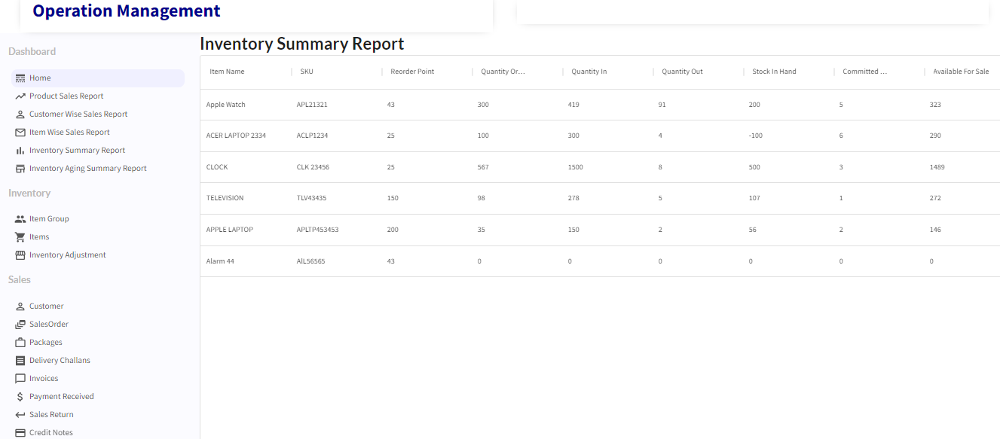 Operation Management
Dashboard
Home
Product Sales Report
Customer Wise Sales Report
Item Wise Sales Report
Inventory Summary Report
Inventory Aging Summary Report
Inventory
Item Group
Items
Inventory Adjustment
Sales
Customer
SalesOrder
Packages
Delivery Challans
Invoices
Payment Received
Sales Return
Credit Notes
Inventory Summary Report
Item Name SKU Reorder Point Quantity Or... Quantity In Quantity Out Stock In Hand Committed ... Available For Sale
Apple Watch APL21321 43 300 419 91 200 5 323
ACER LAPTOP 2334 ACLP1234 25 100 300 4 -100 6 290
CLOCK CLK 23456 25 567 1500 8 500 3 1489
TELEVISION TLV43435 150 98 278 5 107 1 272
APPLE LAPTOP APLTP453453 200 35 150 2 56 2 146
Alarm 44 AlL56565 43 0 0 0 0 0 0